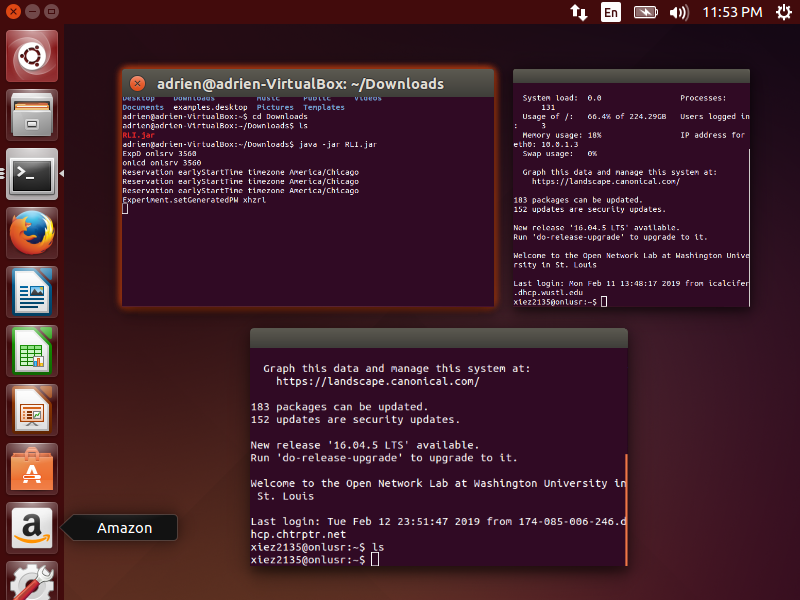 En
11:53 PM
adrien@adrien-VirtualBox: ~/Downloads
Desktop Downloads Music Public Videos
Documents examples.desktop Pictures Templates
adrien@adrien-VirtualBox:~$ cd Downloads
adrien@adrien-VirtualBox:~/Downloads$ ls
RLI.jar
adrien@adrien-VirtualBox:~/Downloads$ java -jar RLI.jar
ExpD onlsrv 3560
onlcd onlsrv 3560
Reservation earlyStartTime timezone America/Chicago
Reservation earlyStartTime timezone America/Chicago
Reservation earlyStartTime timezone America/Chicago
Experiment.setGeneratedPW xhzrl
System load: 0.0 Processes:
131
Usage of /: 66.4% of 224.29GB Users logged in
: 3
Memory usage: 18% IP address for
eth0: 10.0.1.3
Swap usage: 0%
Graph this data and manage this system at:
https://landscape.canonical.com/
183 packages can be updated.
152 updates are security updates.
New release '16.04.5 LTS' available.
Run 'do-release-upgrade' to upgrade to it.
Welcome to the Open Network Lab at Washington Unive
rsity in St. Louis
Last login: Mon Feb 11 13:48:17 2019 from icalcifer
.dhcp.wustl.edu
xiez2135@onlusr:~$
Graph this data and manage this system at:
https://landscape.canonical.com/
183 packages can be updated.
152 updates are security updates.
New release '16.04.5 LTS' available.
Run 'do-release-upgrade' to upgrade to it.
Welcome to the Open Network Lab at Washington University in
St. Louis
Last login: Tue Feb 12 23:51:47 2019 from 174-085-006-246.d
hcp.chtrptr.net
xiez2135@onlusr:~$ ls
xiez2135@onlusr:~$
Amazon